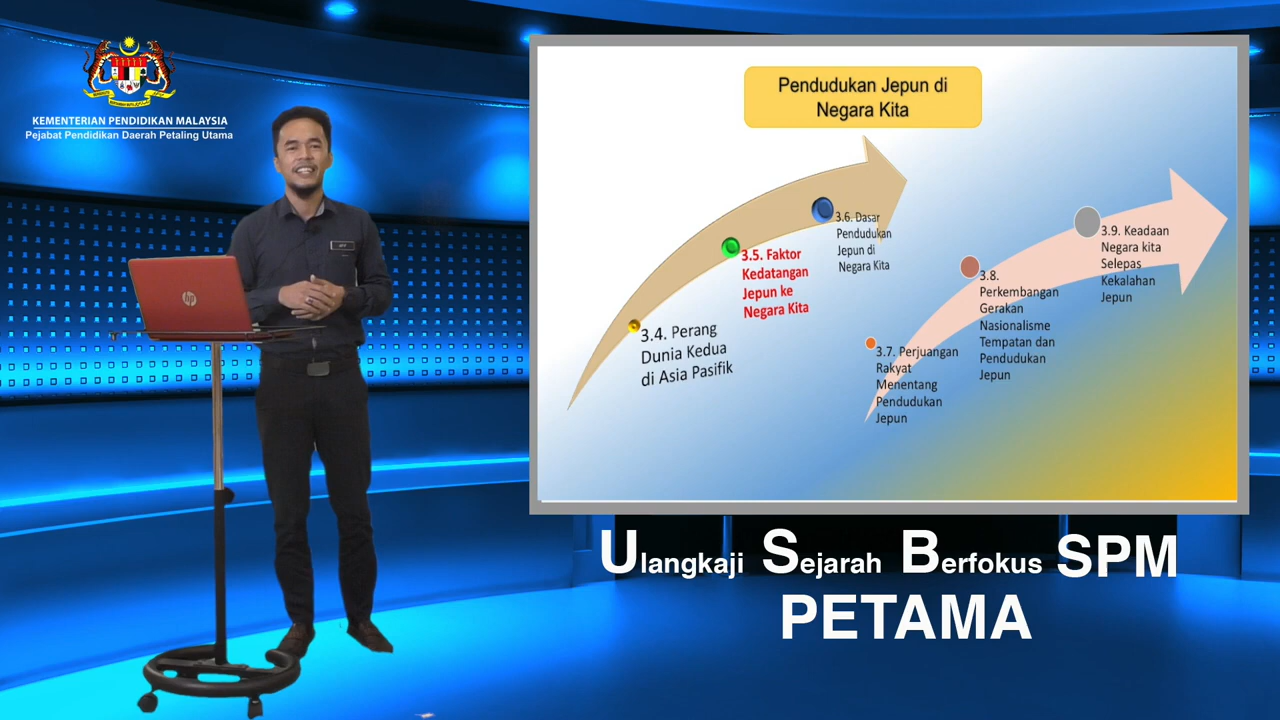 KEMENTERIAN PENDIDIKAN MALAYSIA
Pejabat Pendidikan Daerah Petaling Utama
hp
Pendudukan Jepun di
Negara Kita
3.4. Perang
Dunia Kedua
di Asia Pasifik
3.5. Faktor
Kedatangan
Jepun ke
Negara Kita
3.6. Dasar
Pendudukan
Jepun di
Negara Kita
3.7. Perjuangan
Rakyat
Menentang
Pendudukan
Jepun
3.8.
Perkembangan
Gerakan
Nasionalisme
Tempatan dan
Pendudukan
Jepun
3.9. Keadaan
Negara kita
Selepas
Kekalahan
Jepun
Ulangkaji Sejarah Berfokus SPM
PETAMA